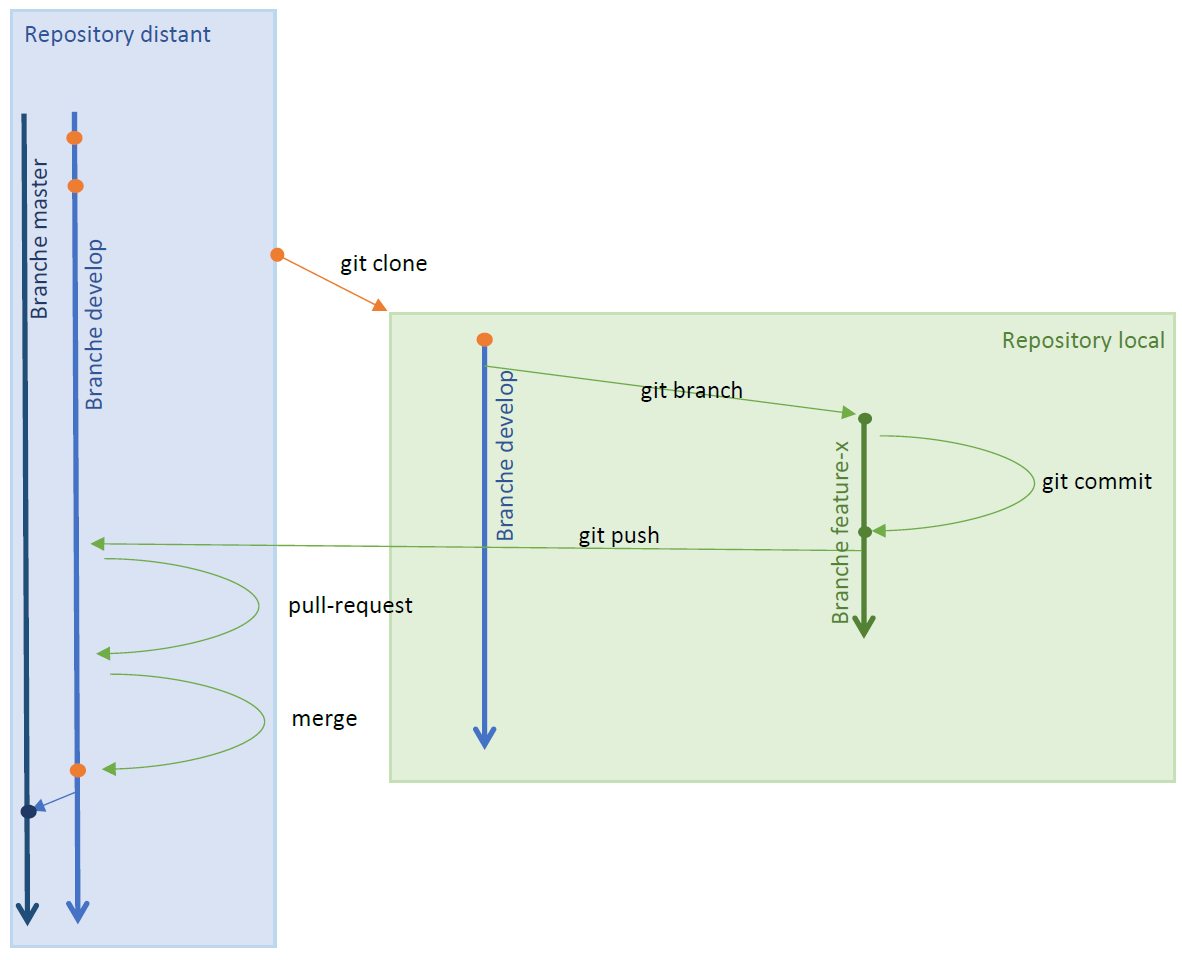 Repository distant
Branche master
Branche develop
git clone
Repository local
Branche develop
git branch
Branche feature-x
git commit
git push
pull-request
merge